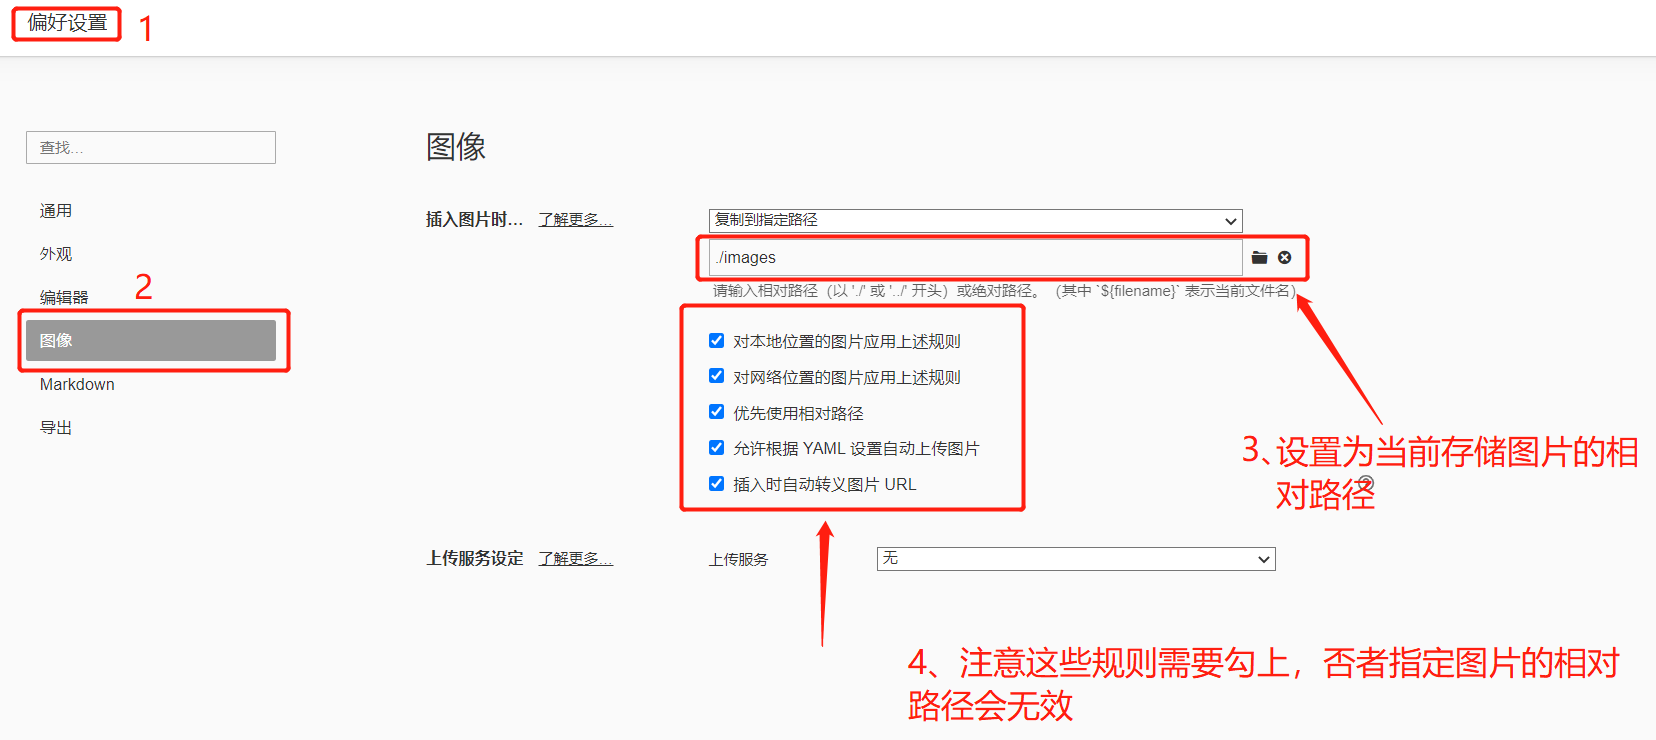 偏好设置
1
查找...
图像
插入图片时... 了解更多... 复制到指定路径
通用
./images
外观
请输入相对路径（以 './' 或 '../' 开头）或绝对路径。（其中 `${filename}` 表示当前文件名）
2
编辑器
图像
对本地位置的图片应用上述规则
Markdown
对网络位置的图片应用上述规则
导出
优先使用相对路径
允许根据 YAML 设置自动上传图片
插入时自动转义图片 URL
3、设置为当前存储图片的相
对路径
上传服务设定 了解更多... 上传服务 无
4、注意这些规则需要勾上，否者指定图片的相对
路径会无效